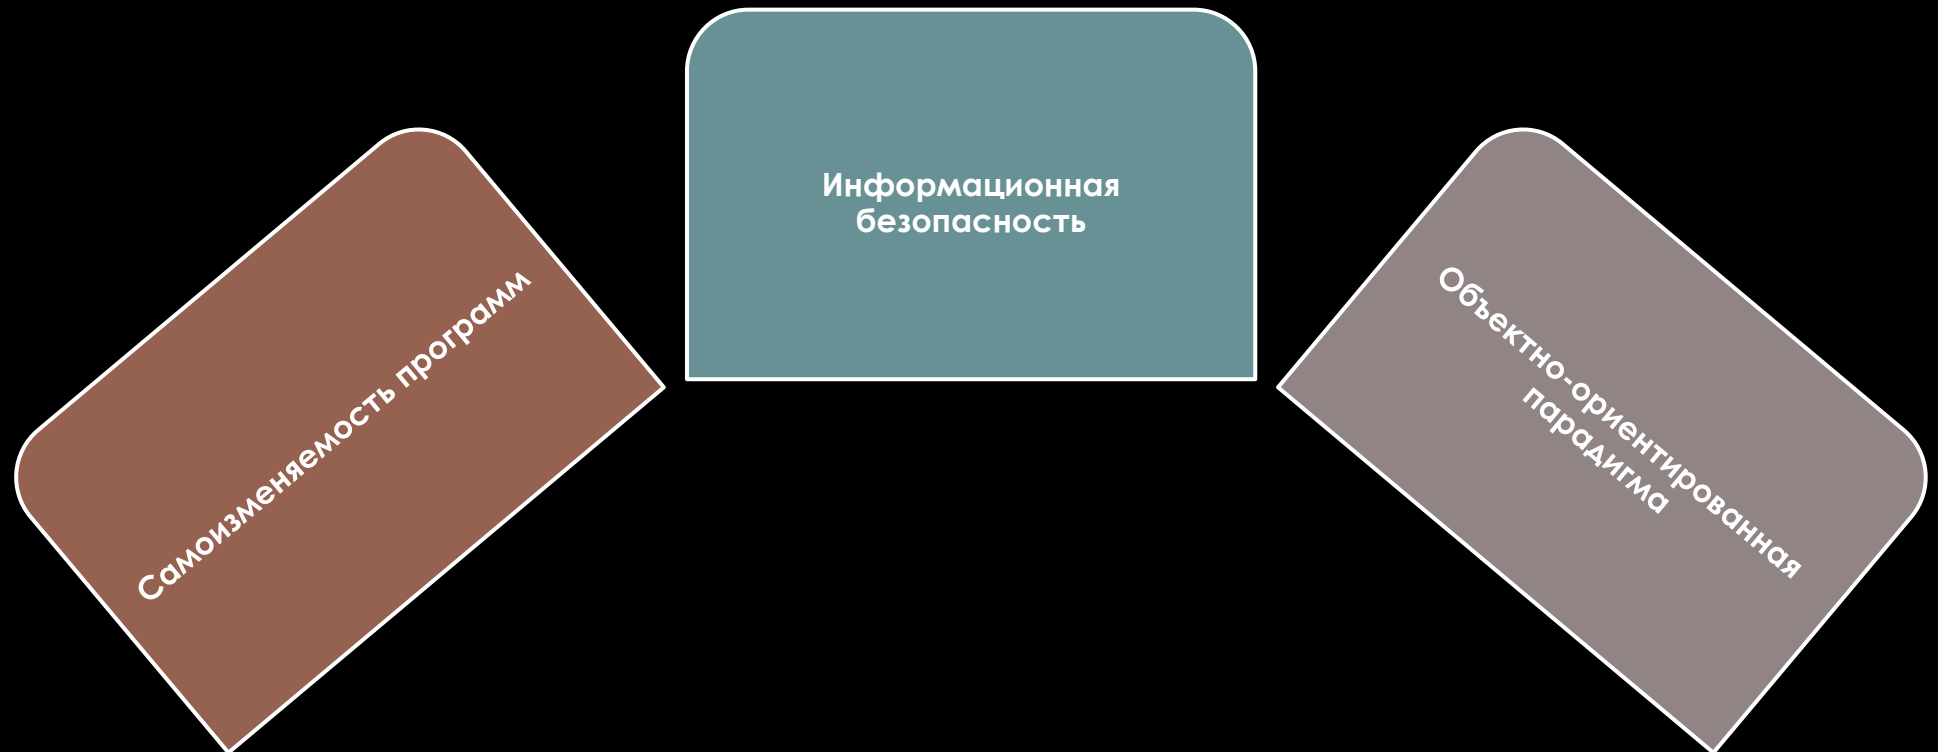 Самоизменяемость программ
Информационная
безопасность
Объектно-ориентированная
парадигма